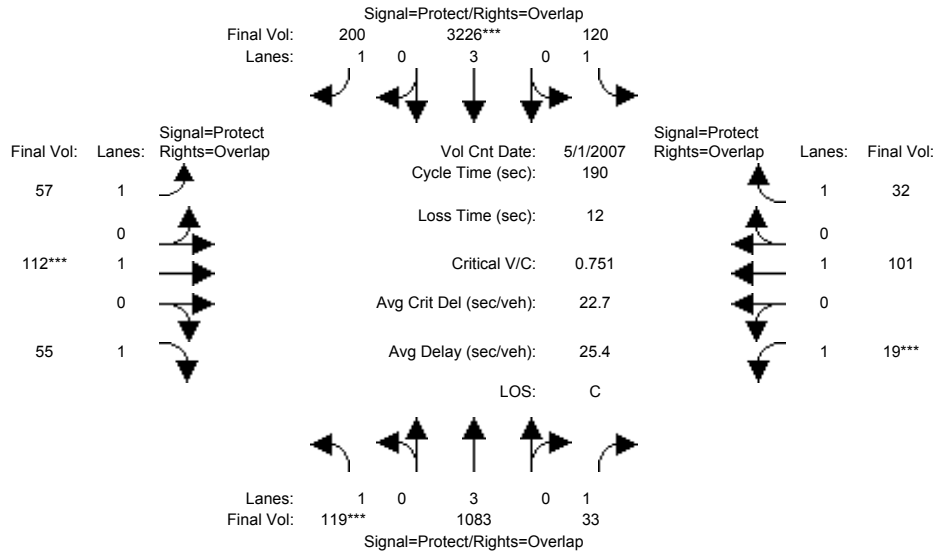 Signal=Protect/Rights=Overlap
Final Vol: 200 3226*** 120
Lanes: 1 0 3 0 1
Signal=Protect Signal=Protect
Final Vol: Lanes: Rights=Overlap Vol Cnt Date: 5/1/2007 Rights=Overlap Lanes: Final Vol:
Cycle Time (sec): 190
57 1 1 32
Loss Time (sec): 12
0 0
112*** 1 Critical V/C: 0.751 1 101
0 Avg Crit Del (sec/veh): 22.7 0
55 1 Avg Delay (sec/veh): 25.4 1 19***
LOS: C
Lanes: 1 0 3 0 1
Final Vol: 119*** 1083 33
Signal=Protect/Rights=Overlap